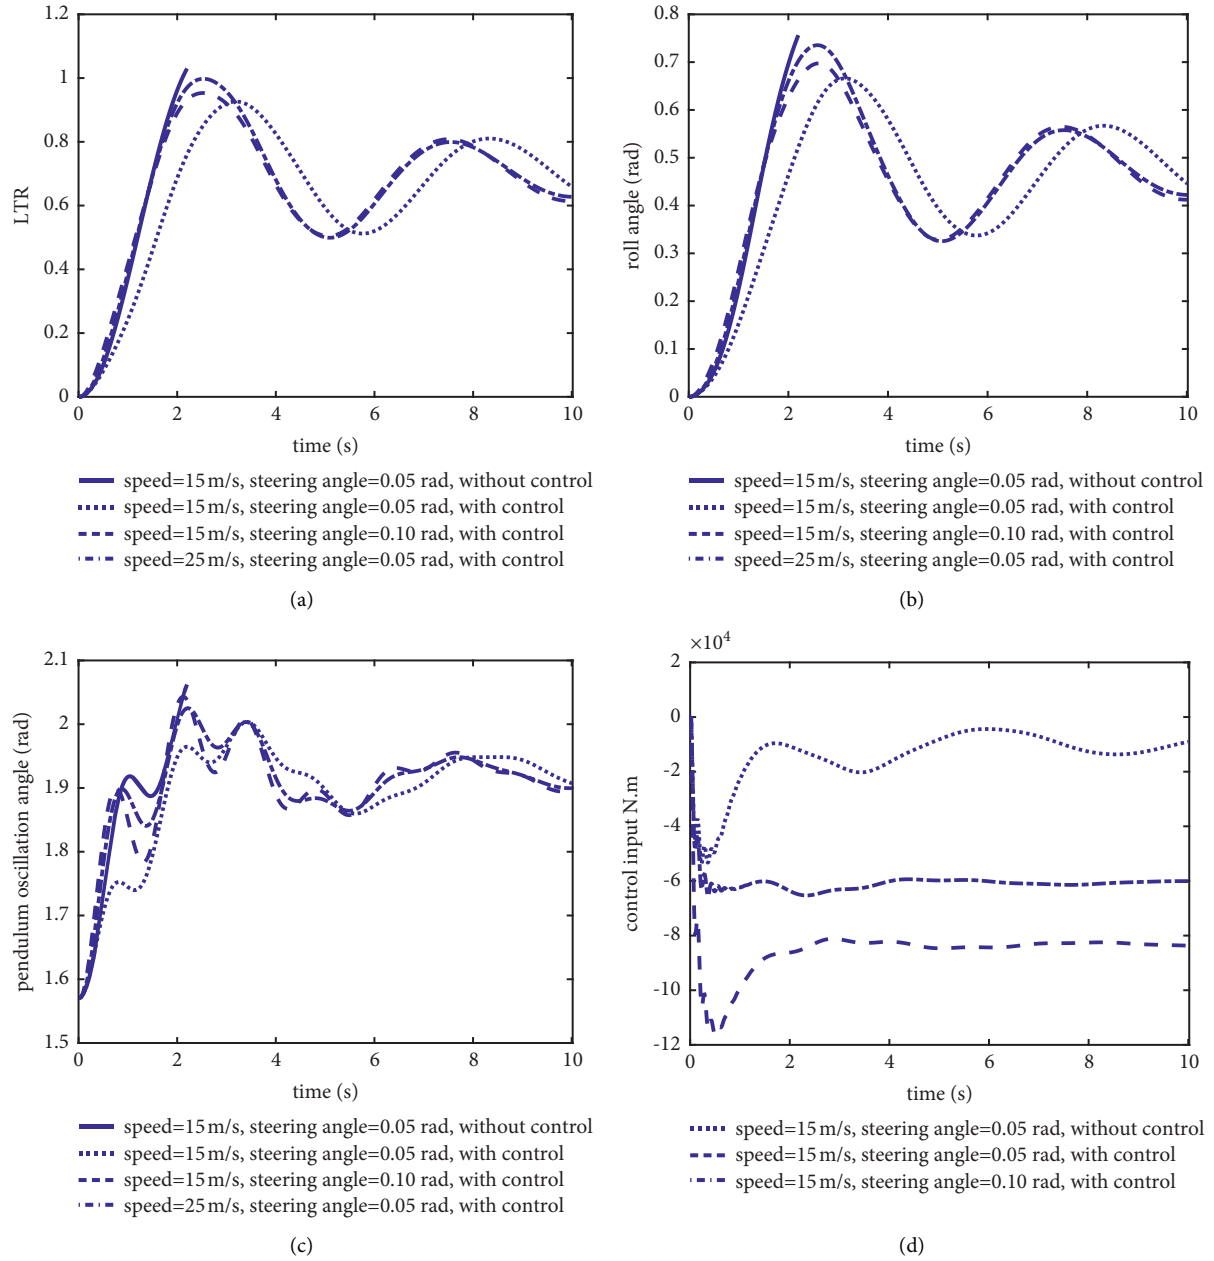 1.2
1
0.8
0.6
0.4
0.2
0
LTR
0 2 4 6 8 10
time (s)
speed=15 m/s, steering angle=0.05 rad, without control
speed=15 m/s, steering angle=0.05 rad, with control
speed=15 m/s, steering angle=0.10 rad, with control
speed=25 m/s, steering angle=0.05 rad, with control
(a)
0.8
0.7
0.6
0.5
0.4
0.3
0.2
0.1
0
roll angle (rad)
0 2 4 6 8 10
time (s)
speed=15 m/s, steering angle=0.05 rad, without control
speed=15 m/s, steering angle=0.05 rad, with control
speed=15 m/s, steering angle=0.10 rad, with control
speed=25 m/s, steering angle=0.05 rad, with control
(b)
2.1
2
1.9
1.8
1.7
1.6
1.5
pendulum oscillation angle (rad)
0 2 4 6 8 10
time (s)
speed=15 m/s, steering angle=0.05 rad, without control
speed=15 m/s, steering angle=0.05 rad, with control
speed=15 m/s, steering angle=0.10 rad, with control
speed=25 m/s, steering angle=0.05 rad, with control
(c)
×10⁴
2
0
-2
-4
-6
-8
-10
-12
control input N.m
0 2 4 6 8 10
time (s)
speed=15 m/s, steering angle=0.05 rad, without control
speed=15 m/s, steering angle=0.05 rad, with control
speed=15 m/s, steering angle=0.10 rad, with control
(d)